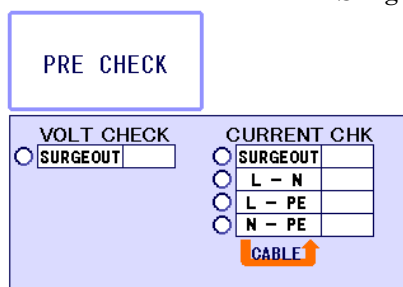 PRE CHECK
VOLT CHECK
SURGEOUT
CURRENT CHK
SURGEOUT
L - N
L - PE
N - PE
CABLE